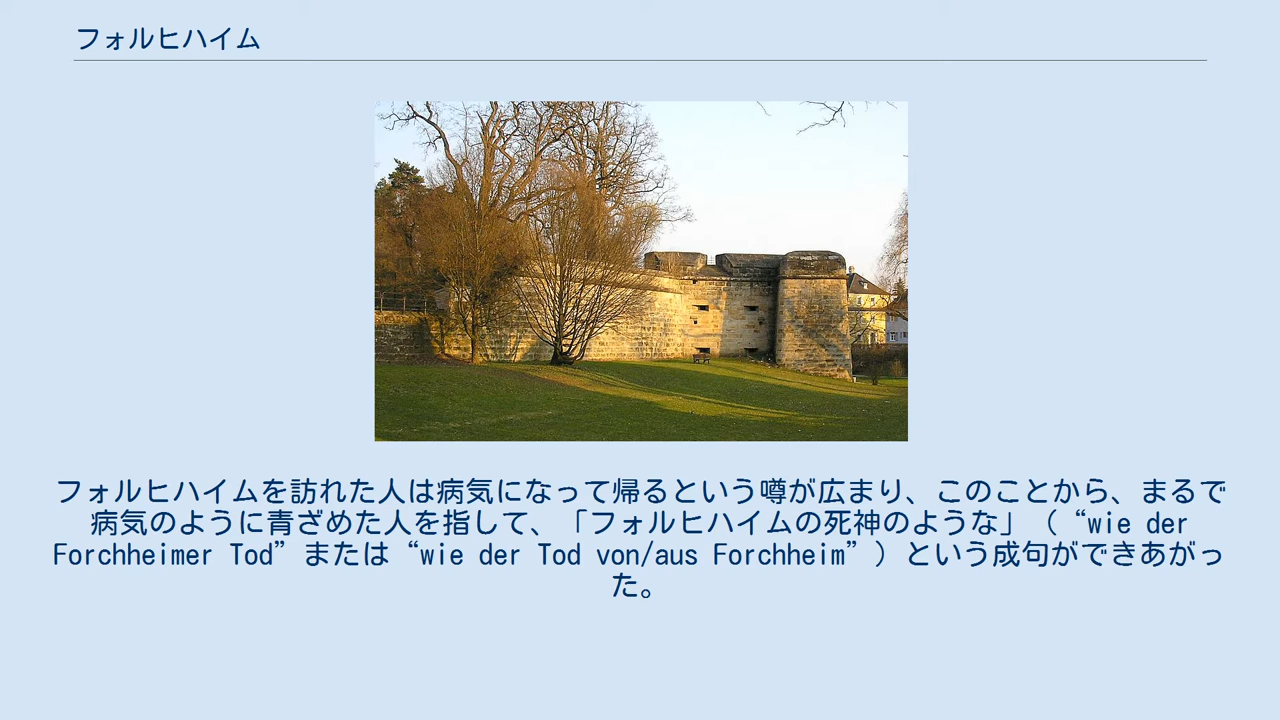 フォルヒハイム
フォルヒハイムを訪れた人は病気になって帰るという噂が広まり、このことから、まるで
病気のように青ざめた人を指して、「フォルヒハイムの死神のような」（“wie der
Forchheimer Tod”または“wie der Tod von/aus Forchheim”）という成句ができあがっ
た。